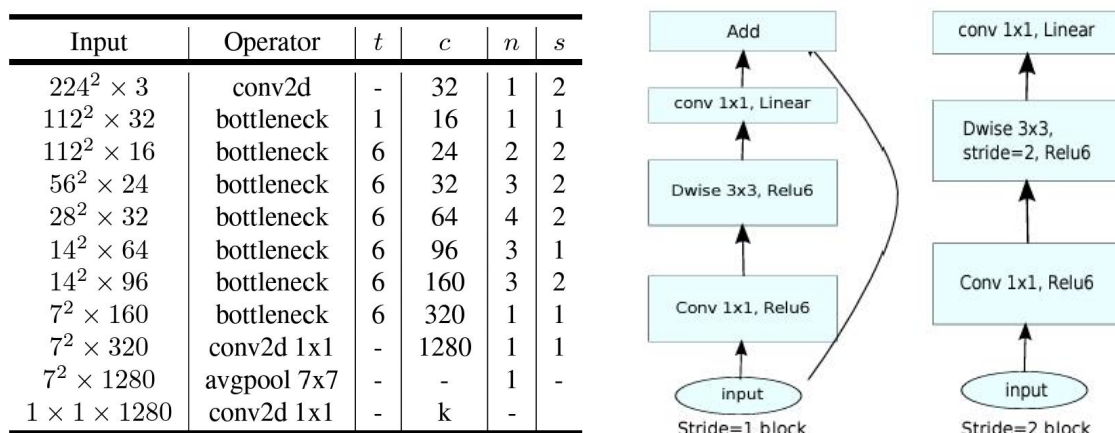 Input Operator t c n s
224² × 3 conv2d - 32 1 2
112² × 32 bottleneck 1 16 1 1
112² × 16 bottleneck 6 24 2 2
56² × 24 bottleneck 6 32 3 2
28² × 32 bottleneck 6 64 4 2
14² × 64 bottleneck 6 96 3 1
14² × 96 bottleneck 6 160 3 2
7² × 160 bottleneck 6 320 1 1
7² × 320 conv2d 1x1 - 1280 1 1
7² × 1280 avgpool 7x7 - - 1 -
1 × 1 × 1280 conv2d 1x1 - k -
Add
conv 1x1, Linear
Dwise 3x3, Relu6
Conv 1x1, Relu6
input
Stride=1 block
conv 1x1, Linear
Dwise 3x3,
stride=2, Relu6
Conv 1x1, Relu6
input
Stride=2 block